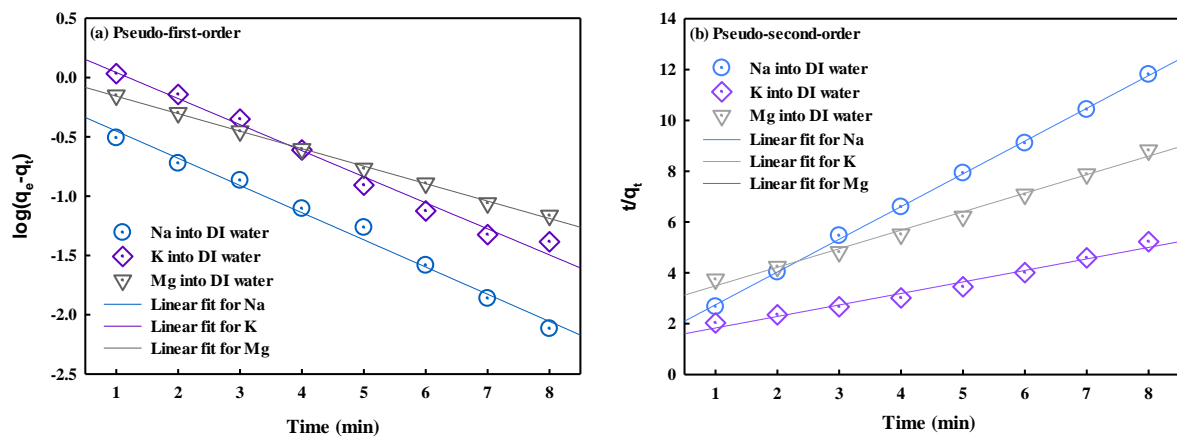 (a) Pseudo-first-order
0.5
0.0
-0.5
-1.0
-1.5
-2.0
-2.5
log(qe-qt)
Na into DI water
K into DI water
Mg into DI water
Linear fit for Na
Linear fit for K
Linear fit for Mg
1 2 3 4 5 6 7 8
Time (min)
(b) Pseudo-second-order
14
12
10
8
6
4
2
0
t/qt
Na into DI water
K into DI water
Mg into DI water
Linear fit for Na
Linear fit for K
Linear fit for Mg
1 2 3 4 5 6 7 8
Time (min)